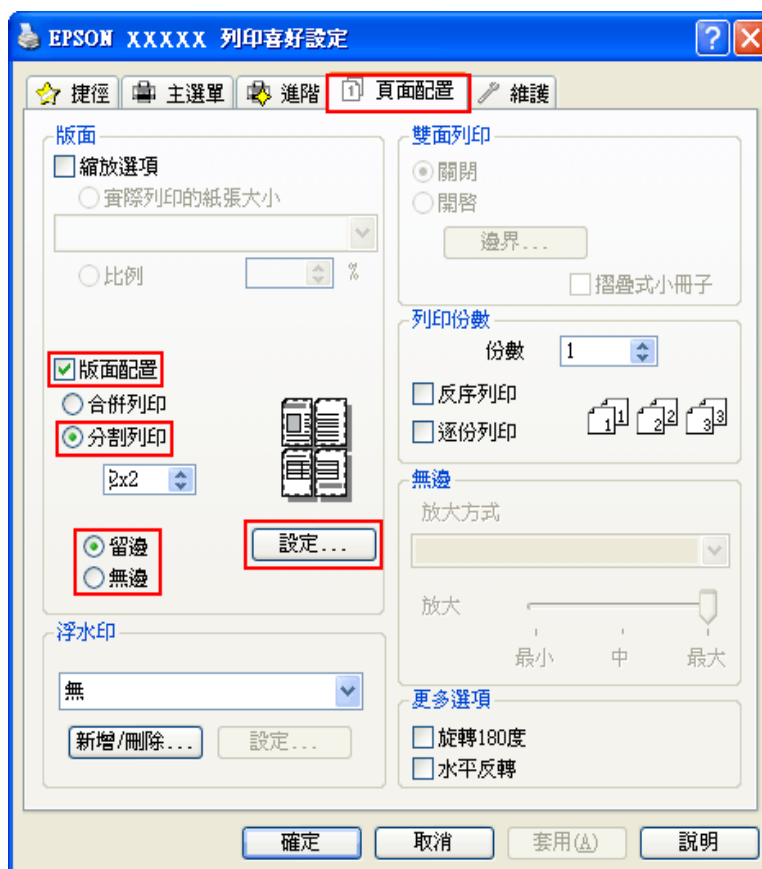 EPSON XXXXX 列印喜好設定
捷徑 主選單 進階 頁面配置 維護
版面
縮放選項
實際列印的紙張大小
比例 %
版面配置
合併列印
分割列印
2x2
留邊
無邊
設定...
浮水印
無
新增/刪除... 設定...
雙面列印
關閉
開啓
邊界...
摺疊式小冊子
列印份數
份數 1
反序列印
逐份列印
1 1 2 2 3 3
無邊
放大方式
放大
最小 中 最大
更多選項
旋轉180度
水平反轉
確定 取消 套用(A) 說明